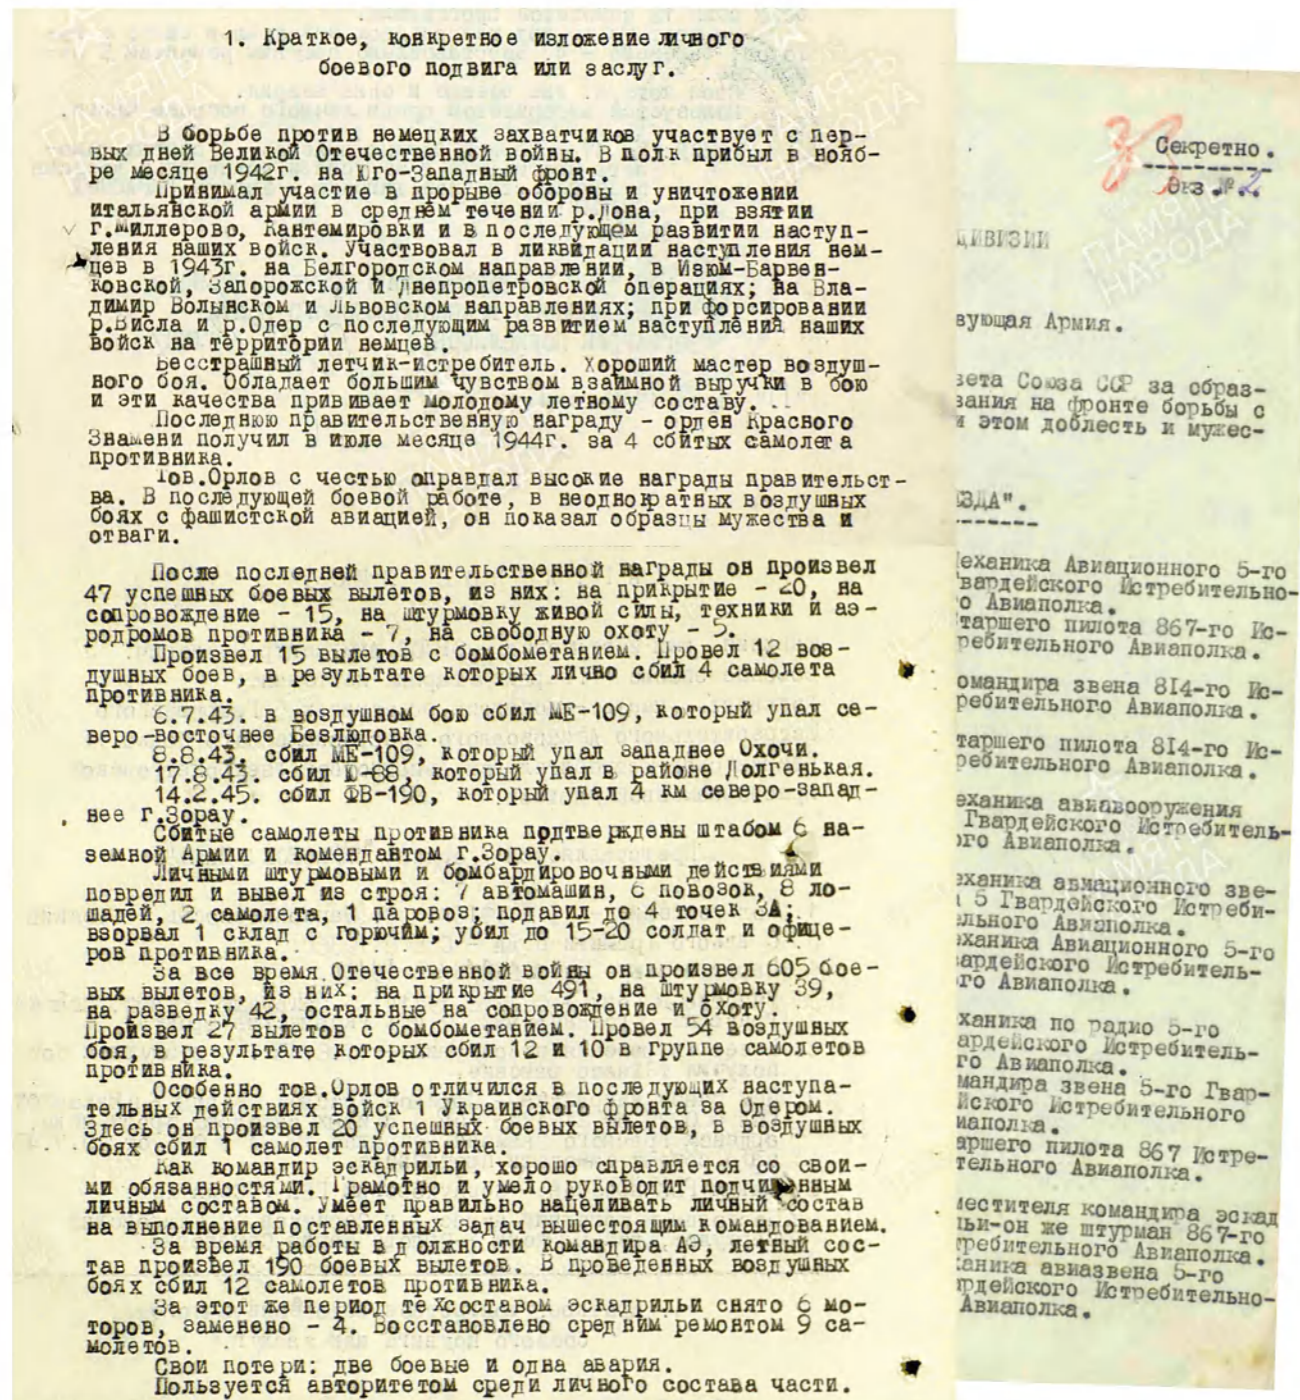 1. Краткое, конкретное изложение личного
боевого подвига или заслуг.
В борьбе против немецких захватчиков участвует с пер-
вых дней Великой Отечественной войны. В полк прибыл в нояб-
ре месяце 1942г. на Юго-Западный фронт.
Принимал участие в прорыве обороны и уничтожении
итальянской армии в среднем течении р.Дона, при взятии
г.Миллерово, Кантемировки и в последующем развитии наступ-
ления наших войск. Участвовал в ликвидации наступления нем-
цев в 1943г. на Белгородском направлении, в Изюм-Барвен-
ковской, Запорожской и Днепропетровской операциях; на Вла-
димир Волынском и Львовском направлениях; при форсировании
р.Висла и р.Одер с последующим развитием наступления наших
войск на территории немцев.
Бесстрашный летчик-истребитель. Хороший мастер воздуш-
ного боя. Обладает большим чувством взаимной выручки в бою
и эти качества прививает молодому летному составу.
Последнюю правительственную награду - орден Красного
Знамени получил в июле месяце 1944г. за 4 сбитых самолета
противника.
Тов.Орлов с честью оправдал высокие награды правительст-
ва. В последующей боевой работе, в неоднократных воздушных
боях с фашистской авиацией, он показал образцы мужества и
отваги.
После последней правительственной награды он произвел
47 успешных боевых вылетов, из них: на прикрытие - 20, на
сопровождение - 15, на штурмовку живой силы, техники и аэ-
родромов противника - 7, на свободную охоту - 5.
Произвел 15 вылетов с бомбометанием. Провел 12 воз-
душных боев, в результате которых лично сбил 4 самолета
противника.
6.7.43. в воздушном бою сбил МЕ-109, который упал се-
веро-восточнее Безлюдовка.
8.8.43. сбил МЕ-109, который упал западнее Охочи.
17.8.43. сбил Ю-88, который упал в районе Долгенькая.
14.2.45. сбил ФВ-190, который упал 4 км северо-запад-
нее г.Зорау.
Сбитые самолеты противника подтверждены штабом 6 на-
земной Армии и комендантом г.Зорау.
Личными штурмовыми и бомбардировочными действиями
повредил и вывел из строя: 7 автомашин, 6 повозок, 8 ло-
шадей, 2 самолета, 1 паровоз; подавил до 4 точек ЗА;
взорвал 1 склад с горючим; убил до 15-20 солдат и офице-
ров противника.
За все время Отечественной войны он произвел 605 бое-
вых вылетов, из них: на прикрытие 491, на штурмовку 39,
на разведку 42, остальные на сопровождение и охоту.
Произвел 27 вылетов с бомбометанием. Провел 54 воздушных
боя, в результате которых сбил 12 и 10 в группе самолетов
противника.
Особенно тов.Орлов отличился в последующих наступа-
тельных действиях войск 1 Украинского фронта за Одером.
Здесь он произвел 20 успешных боевых вылетов, в воздушных
боях сбил 1 самолет противника.
Как командир эскадрильи, хорошо справляется со свои-
ми обязанностями. Грамотно и умело руководит подчиненным
личным составом. Умеет правильно нацеливать личный состав
на выполнение поставленных задач вышестоящим командованием.
За время работы в должности командира АЭ, летный сос-
тав произвел 190 боевых вылетов. В проведенных воздушных
боях сбил 12 самолетов противника.
За этот же период техсоставом эскадрильи снято 6 мо-
торов, заменено - 4. Восстановлено средним ремонтом 9 са-
молетов.
Свои потери: две боевые и одна авария.
Пользуется авторитетом среди личного состава части.
Секретно.
Экз.№ 2
ДИВИЗИИ
вующая Армия.
вета Союза ССР за образ-
вания на фронте борьбы с
и этом доблесть и мужес-
ЕЗДА".
еханика Авиационного 5-го
вардейского Истребительно-
о Авиаполка.
таршего пилота 867-го Ис-
ребительного Авиаполка.
омандира звена 814-го Ис-
ребительного Авиаполка.
таршего пилота 814-го Ис-
ребительного Авиаполка.
еханика авиавооружения
Гвардейского Истребитель-
ого Авиаполка.
еханика авиационного зве-
5 Гвардейского Истреби-
ельного Авиаполка.
еханика Авиационного 5-го
вардейского Истребитель-
го Авиаполка.
ханика по радио 5-го
ардейского Истребитель-
го Авиаполка.
мандира звена 5-го Гвар-
йского Истребительного
иаполка.
аршего пилота 867 Истре-
тельного Авиаполка.
местителя командира эскад
льи-он же штурман 867-го
требительного Авиаполка.
ханика авиазвена 5-го
ардейского Истребительно-
Авиаполка.
ПАМЯТЬ
НАРОДА